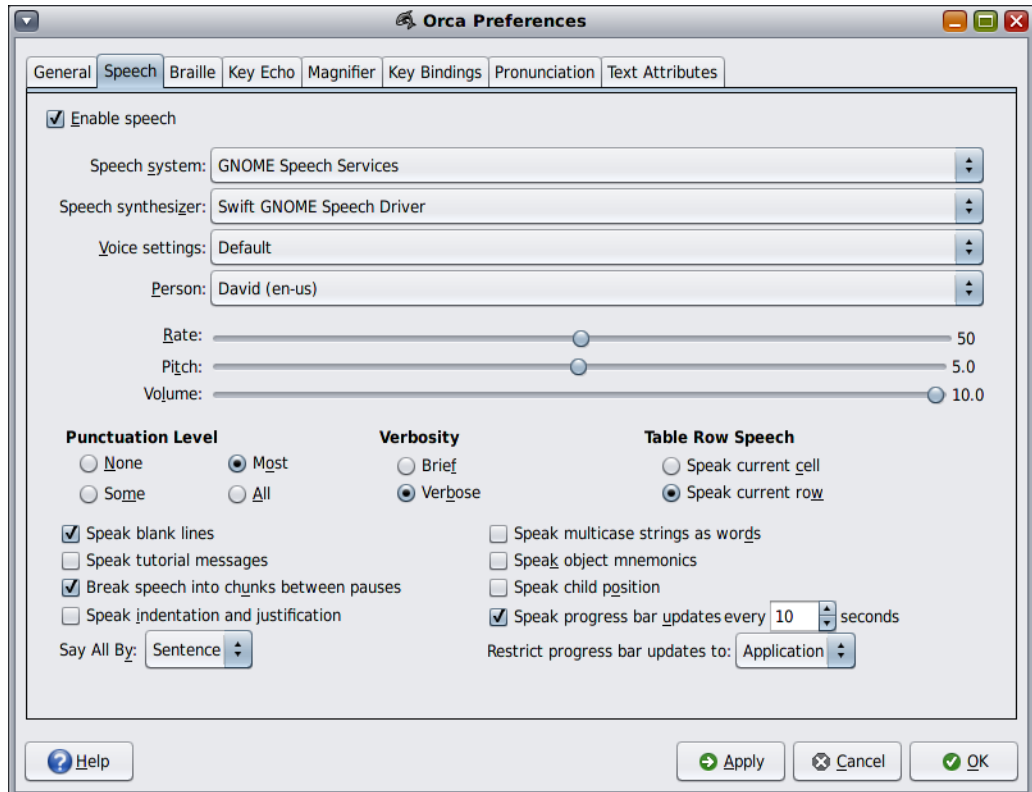 Orca Preferences
General Speech Braille Key Echo Magnifier Key Bindings Pronunciation Text Attributes
Enable speech
Speech system: GNOME Speech Services
Speech synthesizer: Swift GNOME Speech Driver
Voice settings: Default
Person: David (en-us)
Rate: 50
Pitch: 5.0
Volume: 10.0
Punctuation Level Verbosity Table Row Speech
None Most Brief Speak current cell
Some All Verbose Speak current row
Speak blank lines Speak multicase strings as words
Speak tutorial messages Speak object mnemonics
Break speech into chunks between pauses Speak child position
Speak indentation and justification Speak progress bar updates every 10 seconds
Say All By: Sentence Restrict progress bar updates to: Application
Help Apply Cancel OK